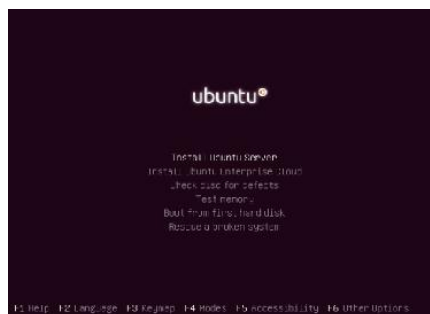 ubuntu
Install Ubuntu Server
Install Ubuntu Enterprise Cloud
Check disc for defects
Test memory
Boot from first hard disk
Rescue a broken system
F1 Help F2 Language F3 Keymap F4 Modes F5 Accessibility F6 Other Options